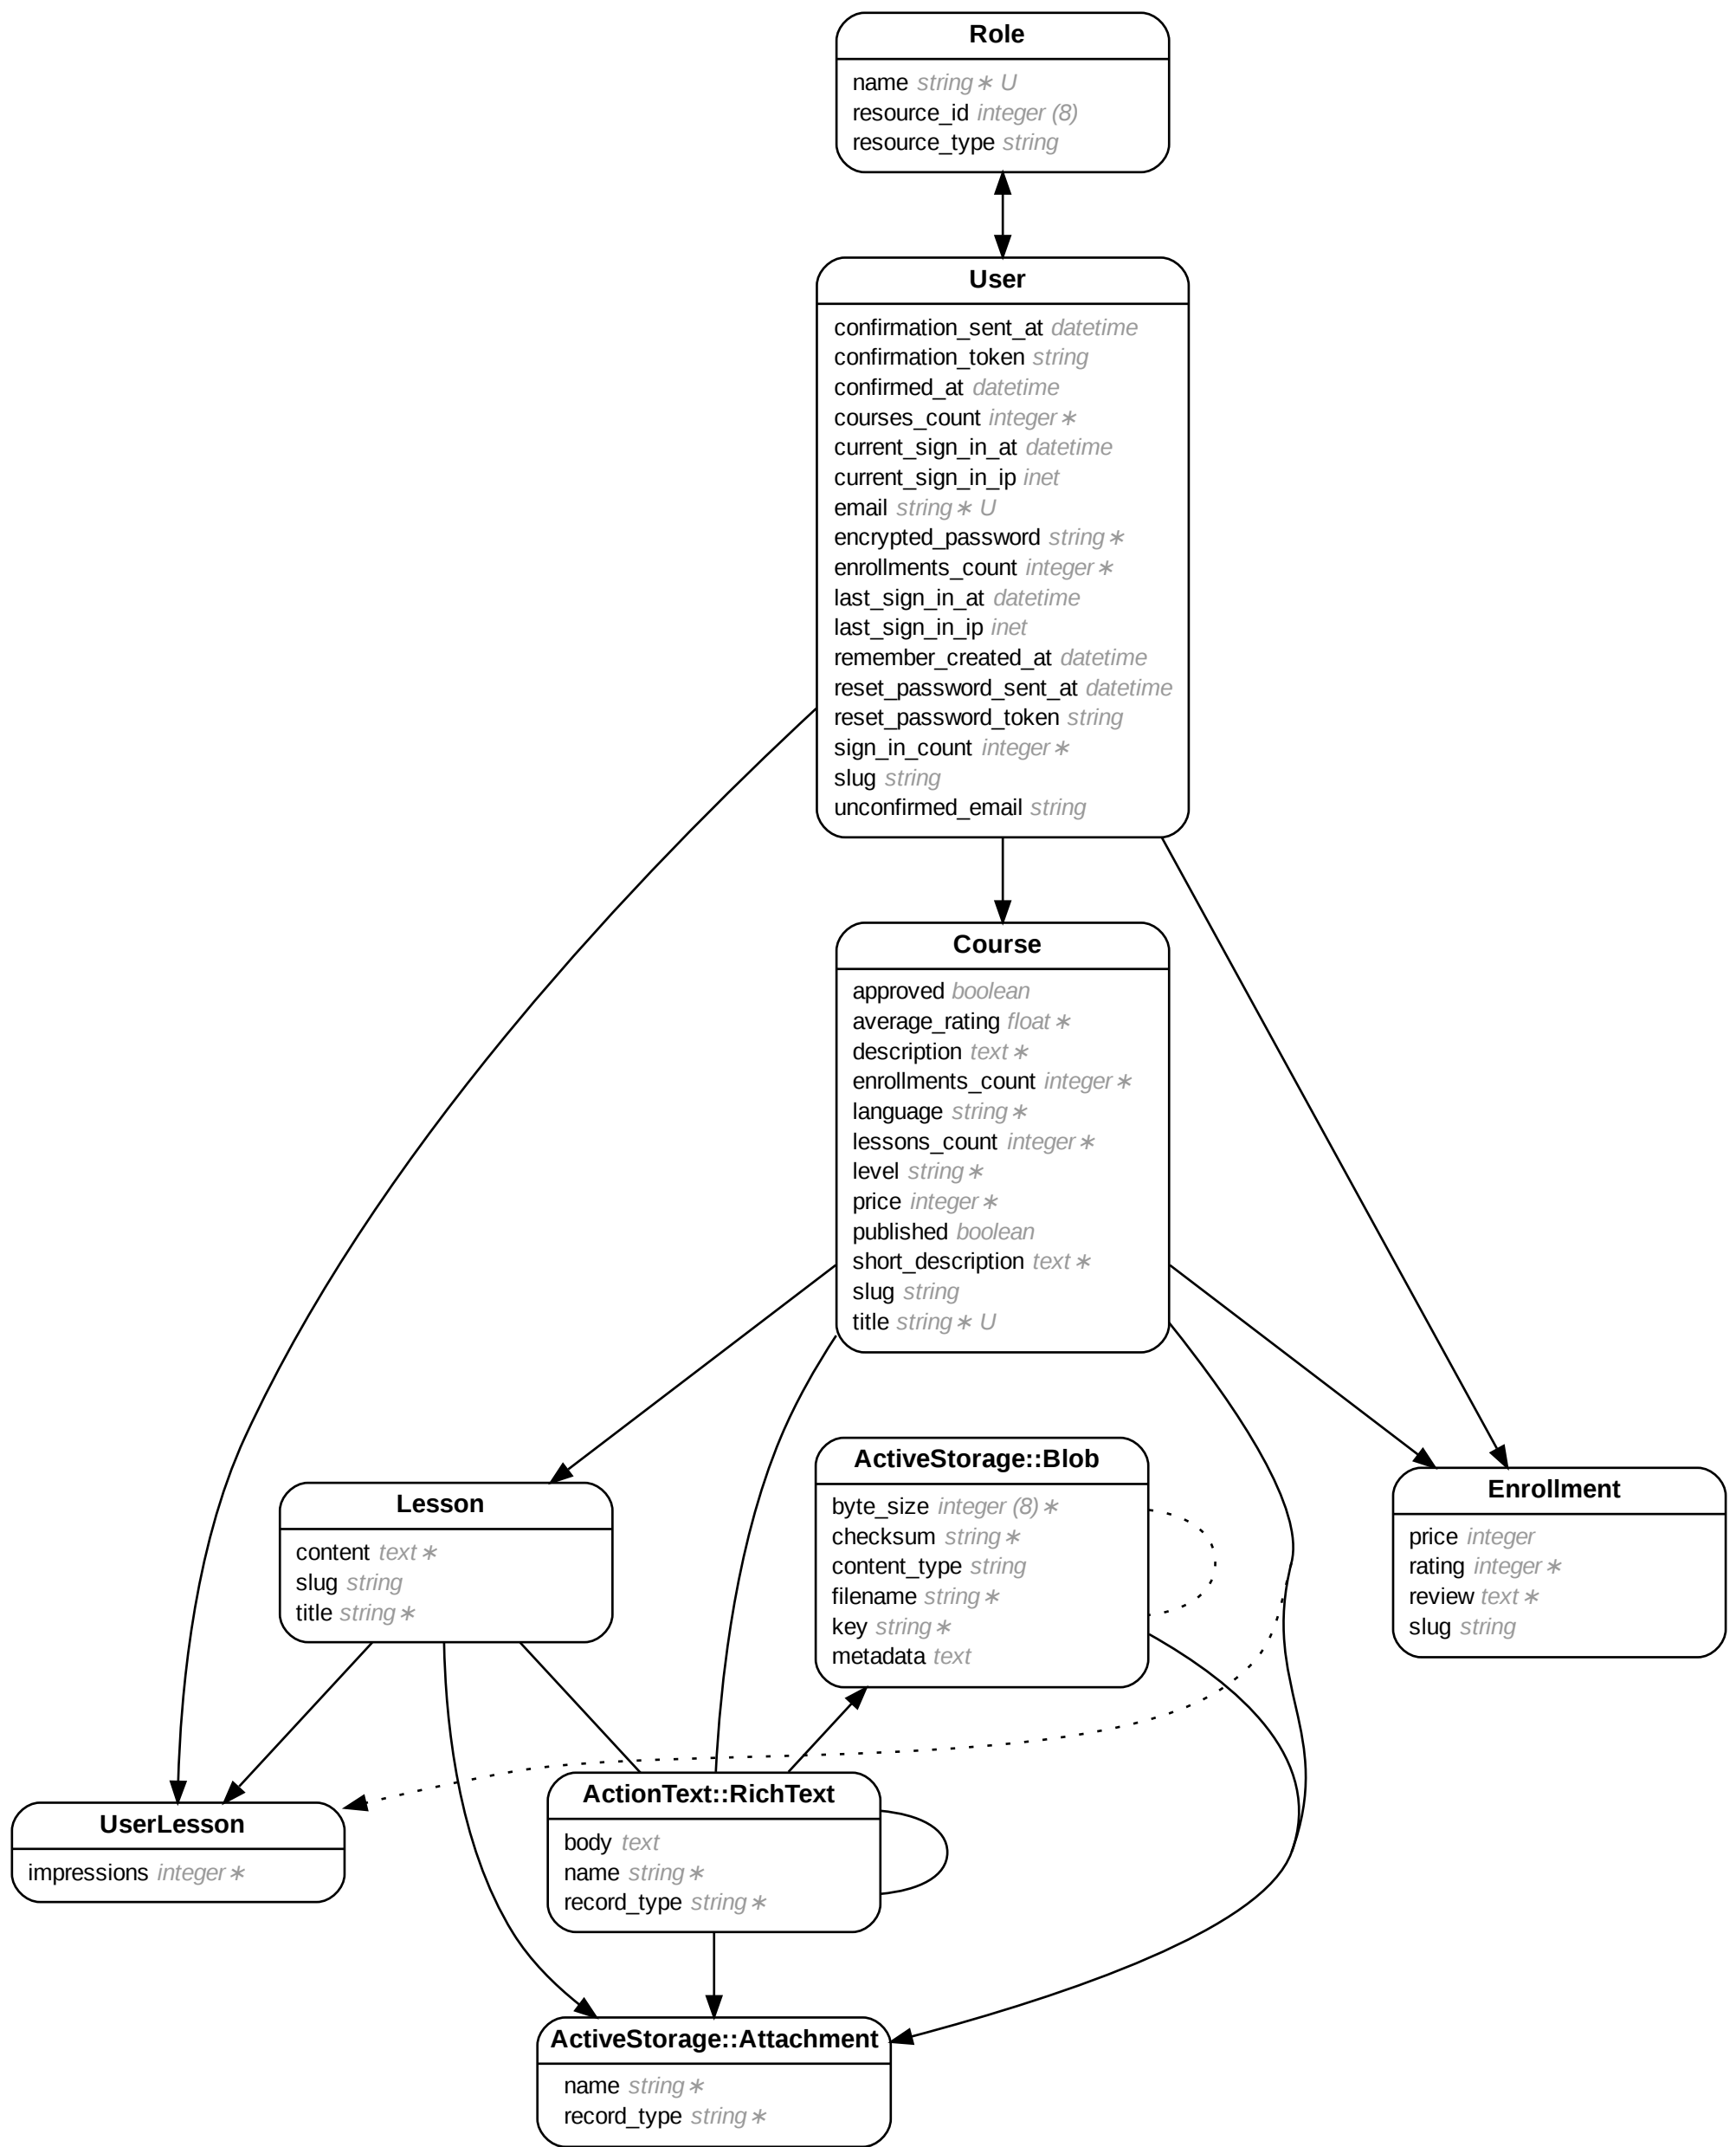 Role
name string∗ U
resource_id integer (8)
resource_type string
User
confirmation_sent_at datetime
confirmation_token string
confirmed_at datetime
courses_count integer∗
current_sign_in_at datetime
current_sign_in_ip inet
email string∗ U
encrypted_password string∗
enrollments_count integer∗
last_sign_in_at datetime
last_sign_in_ip inet
remember_created_at datetime
reset_password_sent_at datetime
reset_password_token string
sign_in_count integer∗
slug string
unconfirmed_email string
Course
approved boolean
average_rating float∗
description text∗
enrollments_count integer∗
language string∗
lessons_count integer∗
level string∗
price integer∗
published boolean
short_description text∗
slug string
title string∗ U
ActiveStorage::Blob
byte_size integer (8)∗
checksum string∗
content_type string
filename string∗
key string∗
metadata text
Enrollment
price integer
rating integer∗
review text∗
slug string
Lesson
content text∗
slug string
title string∗
ActionText::RichText
body text
name string∗
record_type string∗
UserLesson
impressions integer∗
ActiveStorage::Attachment
name string∗
record_type string∗